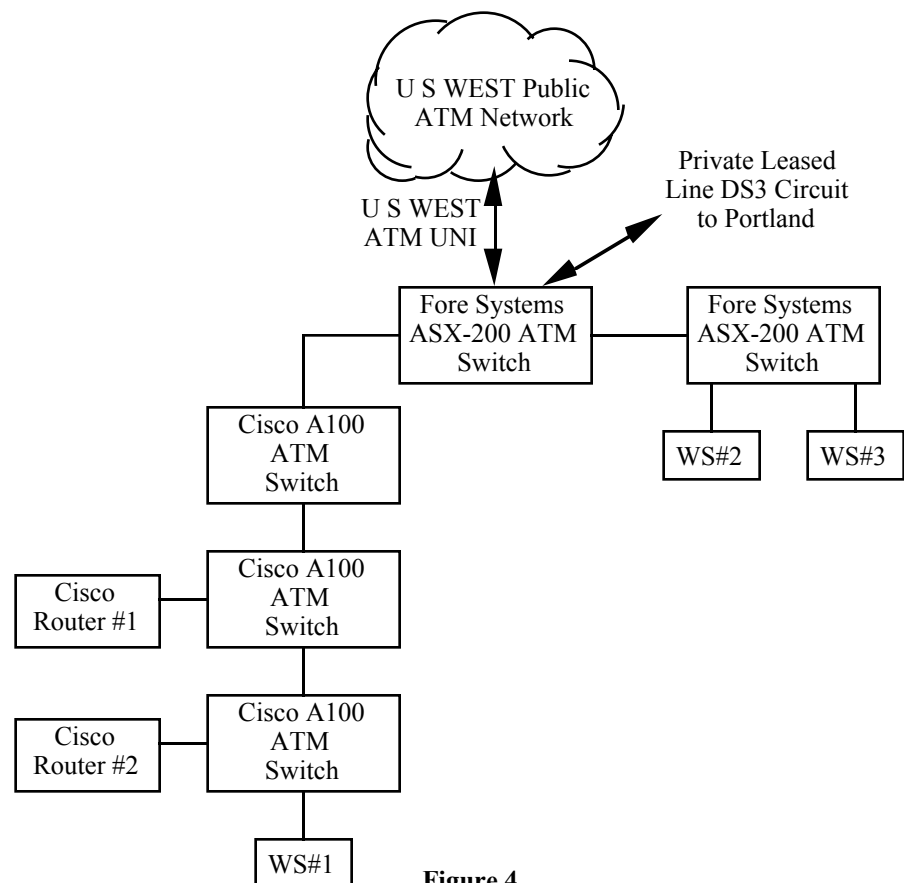 U S WEST Public
ATM Network
Private Leased
Line DS3 Circuit
to Portland
U S WEST
ATM UNI
Fore Systems
ASX-200 ATM
Switch
Fore Systems
ASX-200 ATM
Switch
Cisco A100
ATM
Switch
WS#2
WS#3
Cisco A100
ATM
Switch
Cisco
Router #1
Cisco A100
ATM
Switch
Cisco
Router #2
WS#1
Figure 4